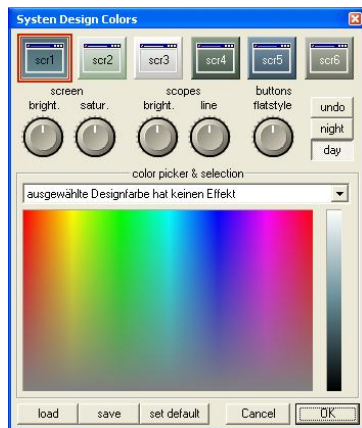 Systen Design Colors
scr1 scr2 scr3 scr4 scr5 scr6
screen scopes buttons
bright. satur. bright. line flatstyle
undo
night
day
color picker & selection
ausgewählte Designfarbe hat keinen Effekt
load save set default Cancel OK